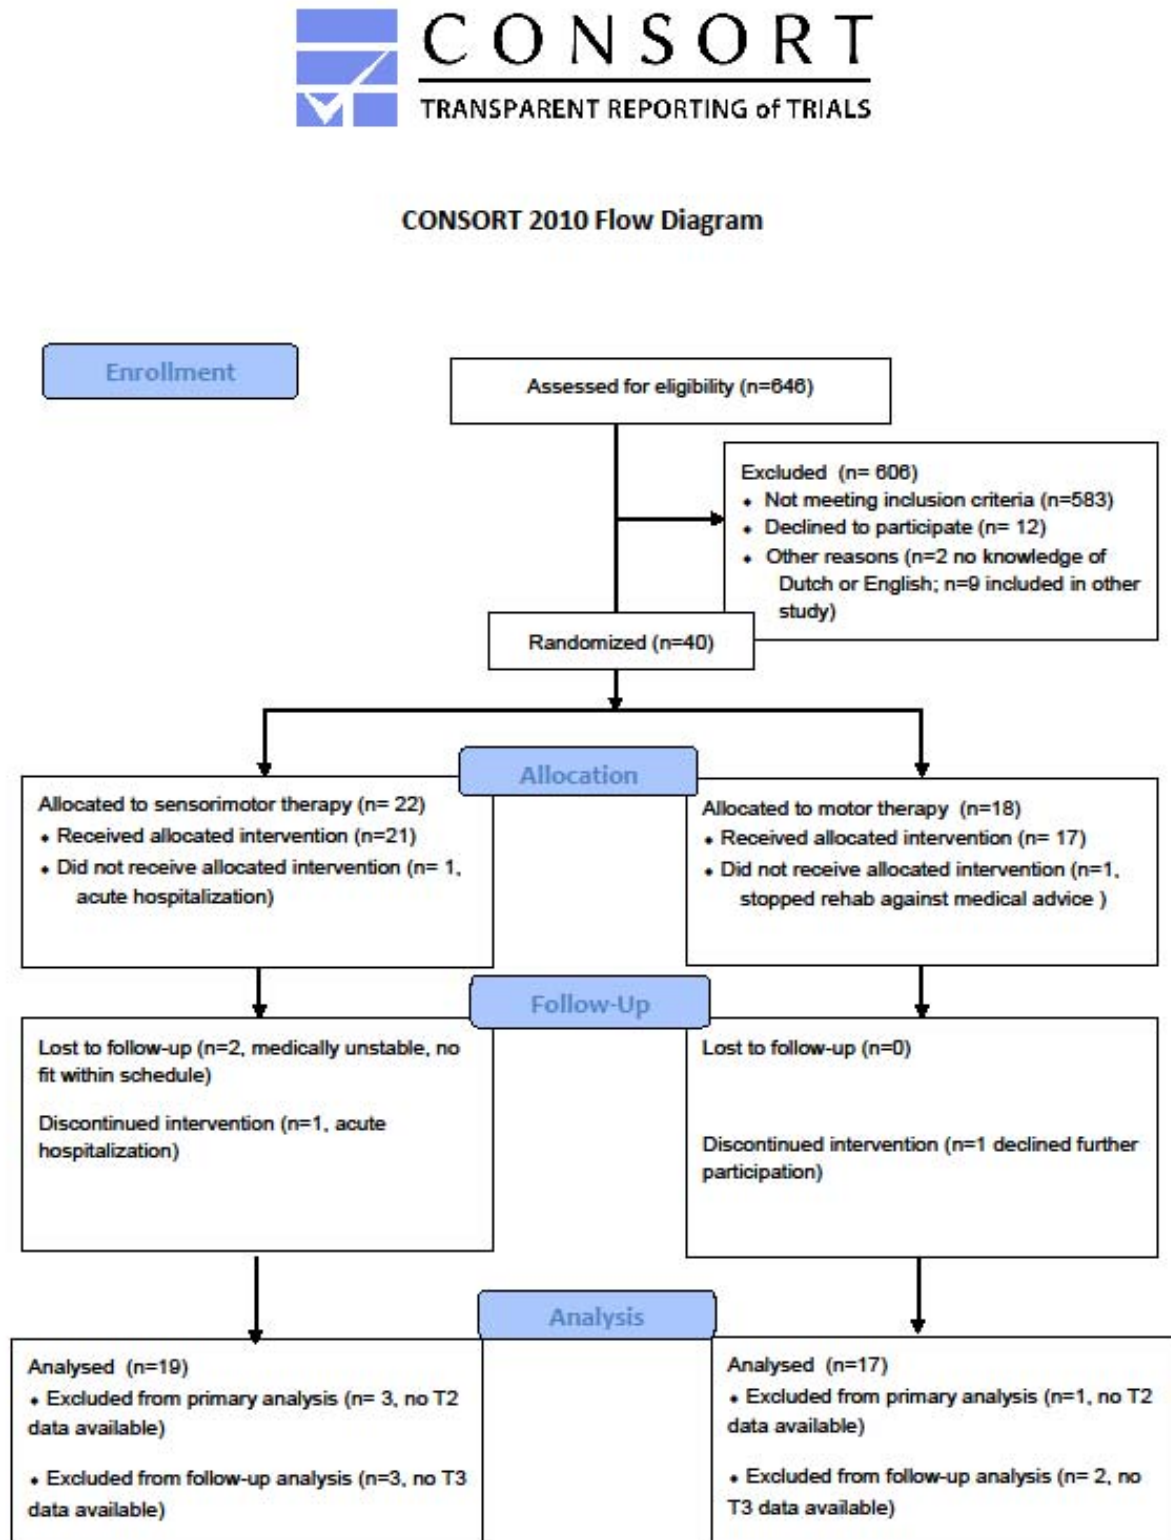 CONSORT
TRANSPARENT REPORTING of TRIALS
CONSORT 2010 Flow Diagram
Enrollment
Assessed for eligibility (n=646)
Excluded (n= 606)
⬥ Not meeting inclusion criteria (n=583)
⬥ Declined to participate (n= 12)
⬥ Other reasons (n=2 no knowledge of
Dutch or English; n=9 included in other
study)
Randomized (n=40)
Allocation
Allocated to sensorimotor therapy (n= 22)
⬥ Received allocated intervention (n=21)
⬥ Did not receive allocated intervention (n= 1,
acute hospitalization)
Allocated to motor therapy (n=18)
⬥ Received allocated intervention (n= 17)
⬥ Did not receive allocated intervention (n=1,
stopped rehab against medical advice )
Follow-Up
Lost to follow-up (n=2, medically unstable, no
fit within schedule)
Discontinued intervention (n=1, acute
hospitalization)
Lost to follow-up (n=0)
Discontinued intervention (n=1 declined further
participation)
Analysis
Analysed (n=19)
⬥ Excluded from primary analysis (n= 3, no T2
data available)
⬥ Excluded from follow-up analysis (n=3, no T3
data available)
Analysed (n=17)
⬥ Excluded from primary analysis (n=1, no T2
data available)
⬥ Excluded from follow-up analysis (n= 2, no
T3 data available)